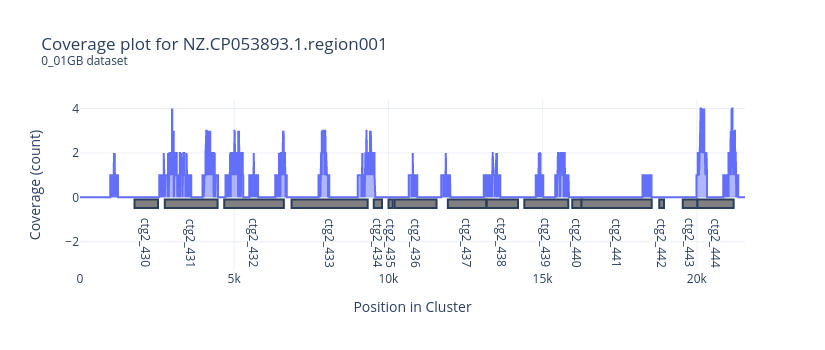 Coverage plot for NZ.CP053893.1.region001
0_01GB dataset
Coverage (count)
4
2
0
−2
ctg2_430
ctg2_431
ctg2_432
ctg2_433
ctg2_434
ctg2_435
ctg2_436
ctg2_437
ctg2_438
ctg2_439
ctg2_440
ctg2_441
ctg2_442
ctg2_443
ctg2_444
0 5k 10k 15k 20k
Position in Cluster